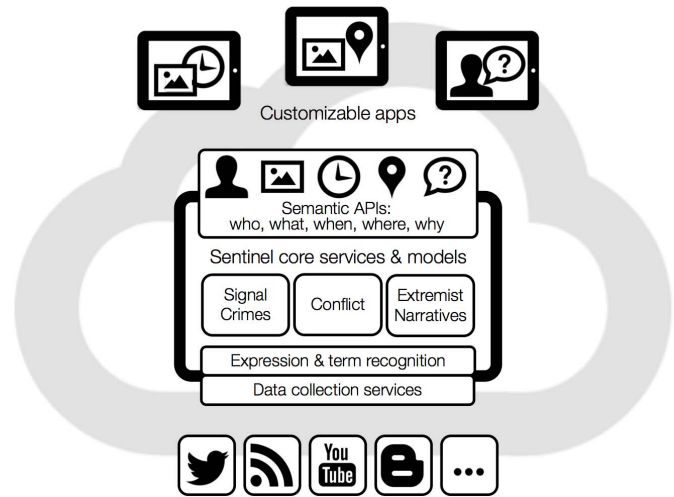 Customizable apps
Semantic APIs:
who, what, when, where, why
Sentinel core services & models
Signal
Crimes
Conflict
Extremist
Narratives
Expression & term recognition
Data collection services
You
Tube